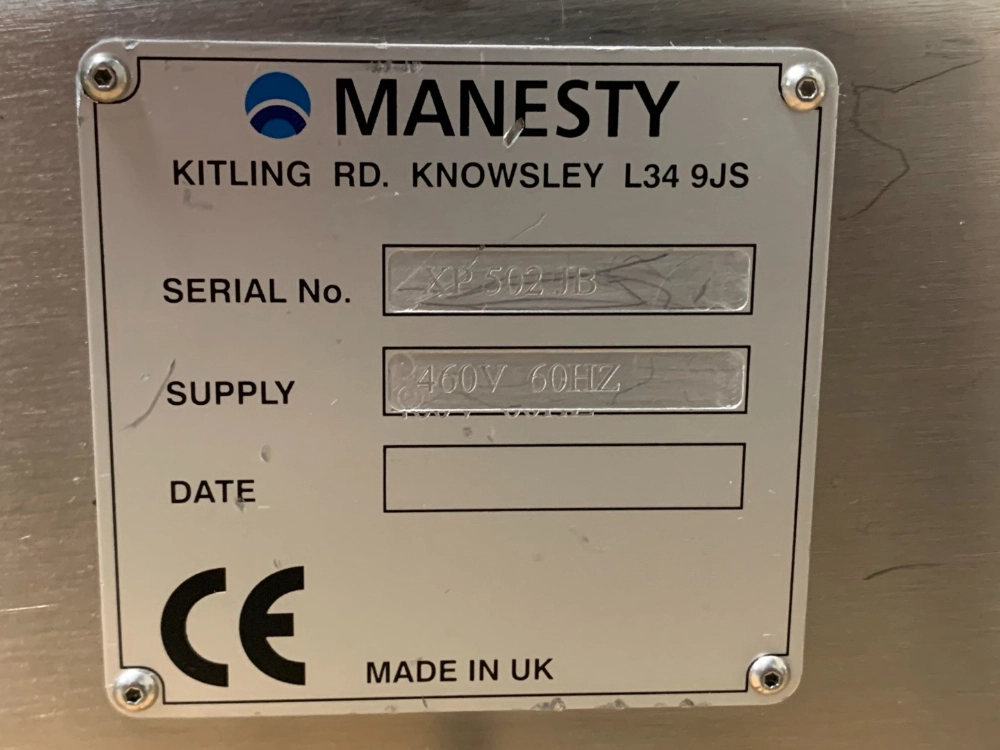 MANESTY
KITLING RD. KNOWSLEY L34 9JS
SERIAL No. XP 502 JB
SUPPLY 460V 60HZ
DATE
CE
MADE IN UK